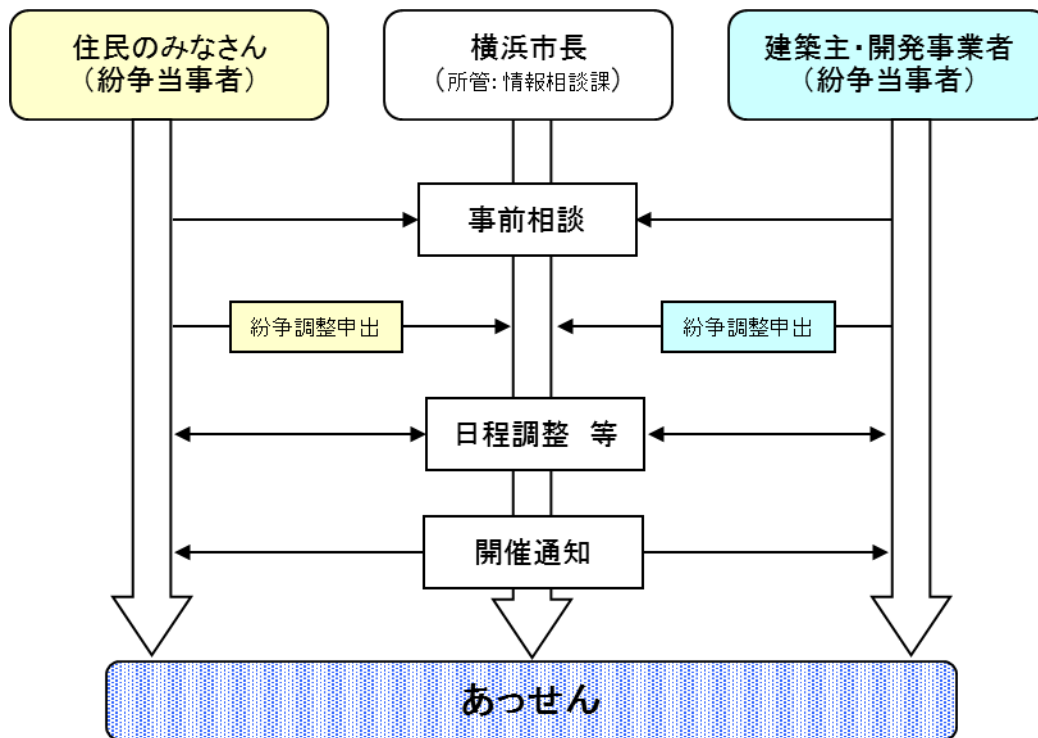 住民のみなさん
(紛争当事者)
横浜市長
(所管:情報相談課)
建築主・開発事業者
(紛争当事者)
事前相談
紛争調整申出
紛争調整申出
日程調整　等
開催通知
あっせん